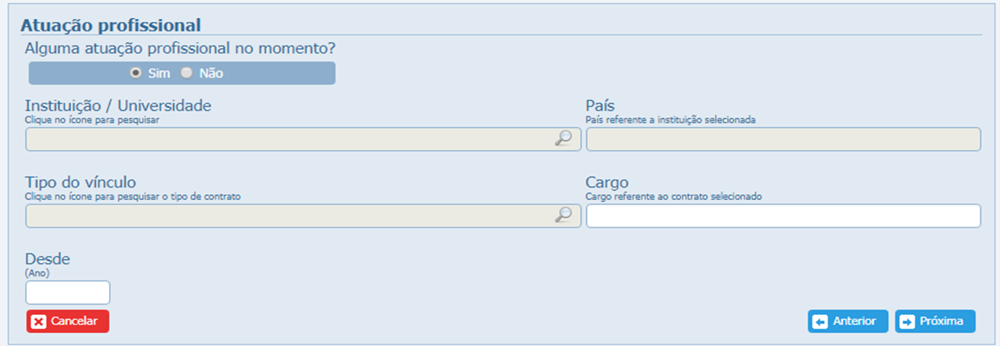 Atuação profissional
Alguma atuação profissional no momento?
Sim Não
Instituição / Universidade
Clique no ícone para pesquisar
País
País referente a instituição selecionada
Tipo do vínculo
Clique no ícone para pesquisar o tipo de contrato
Cargo
Cargo referente ao contrato selecionado
Desde
(Ano)
Cancelar
Anterior
Próxima